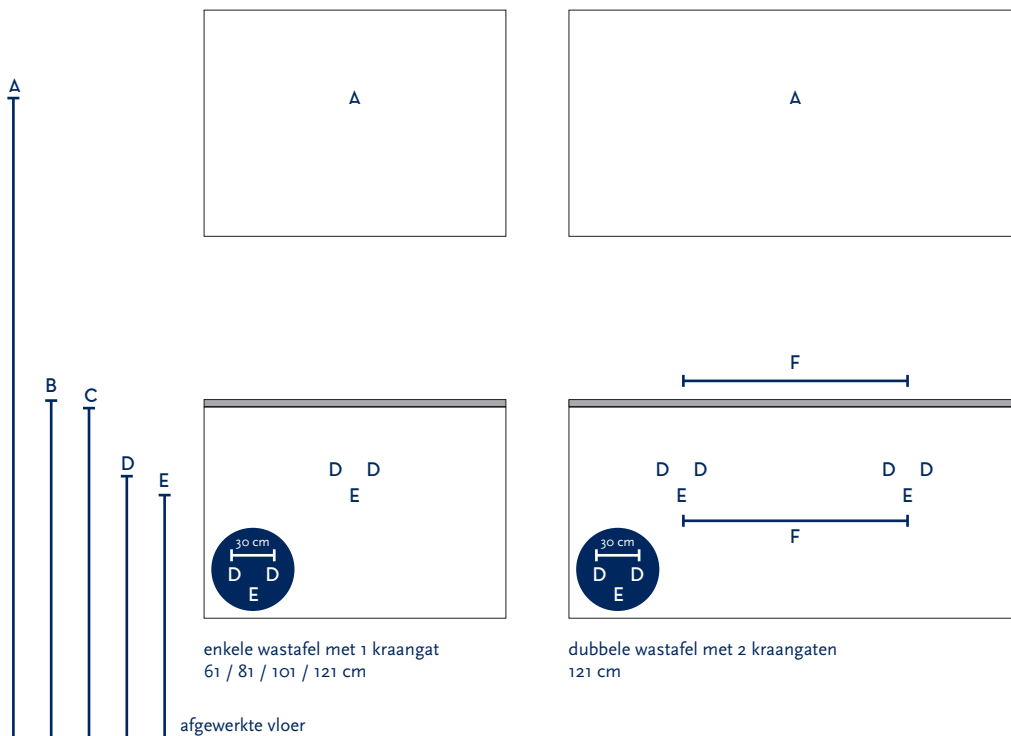 A
A
A
B
C
D
E
D D
E
30 cm
D D
E
enkele wastafel met 1 kraangat
61 / 81 / 101 / 121 cm
F
D D
D D
E
E
F
30 cm
D D
E
dubbele wastafel met 2 kraangaten
121 cm
afgewerkte vloer